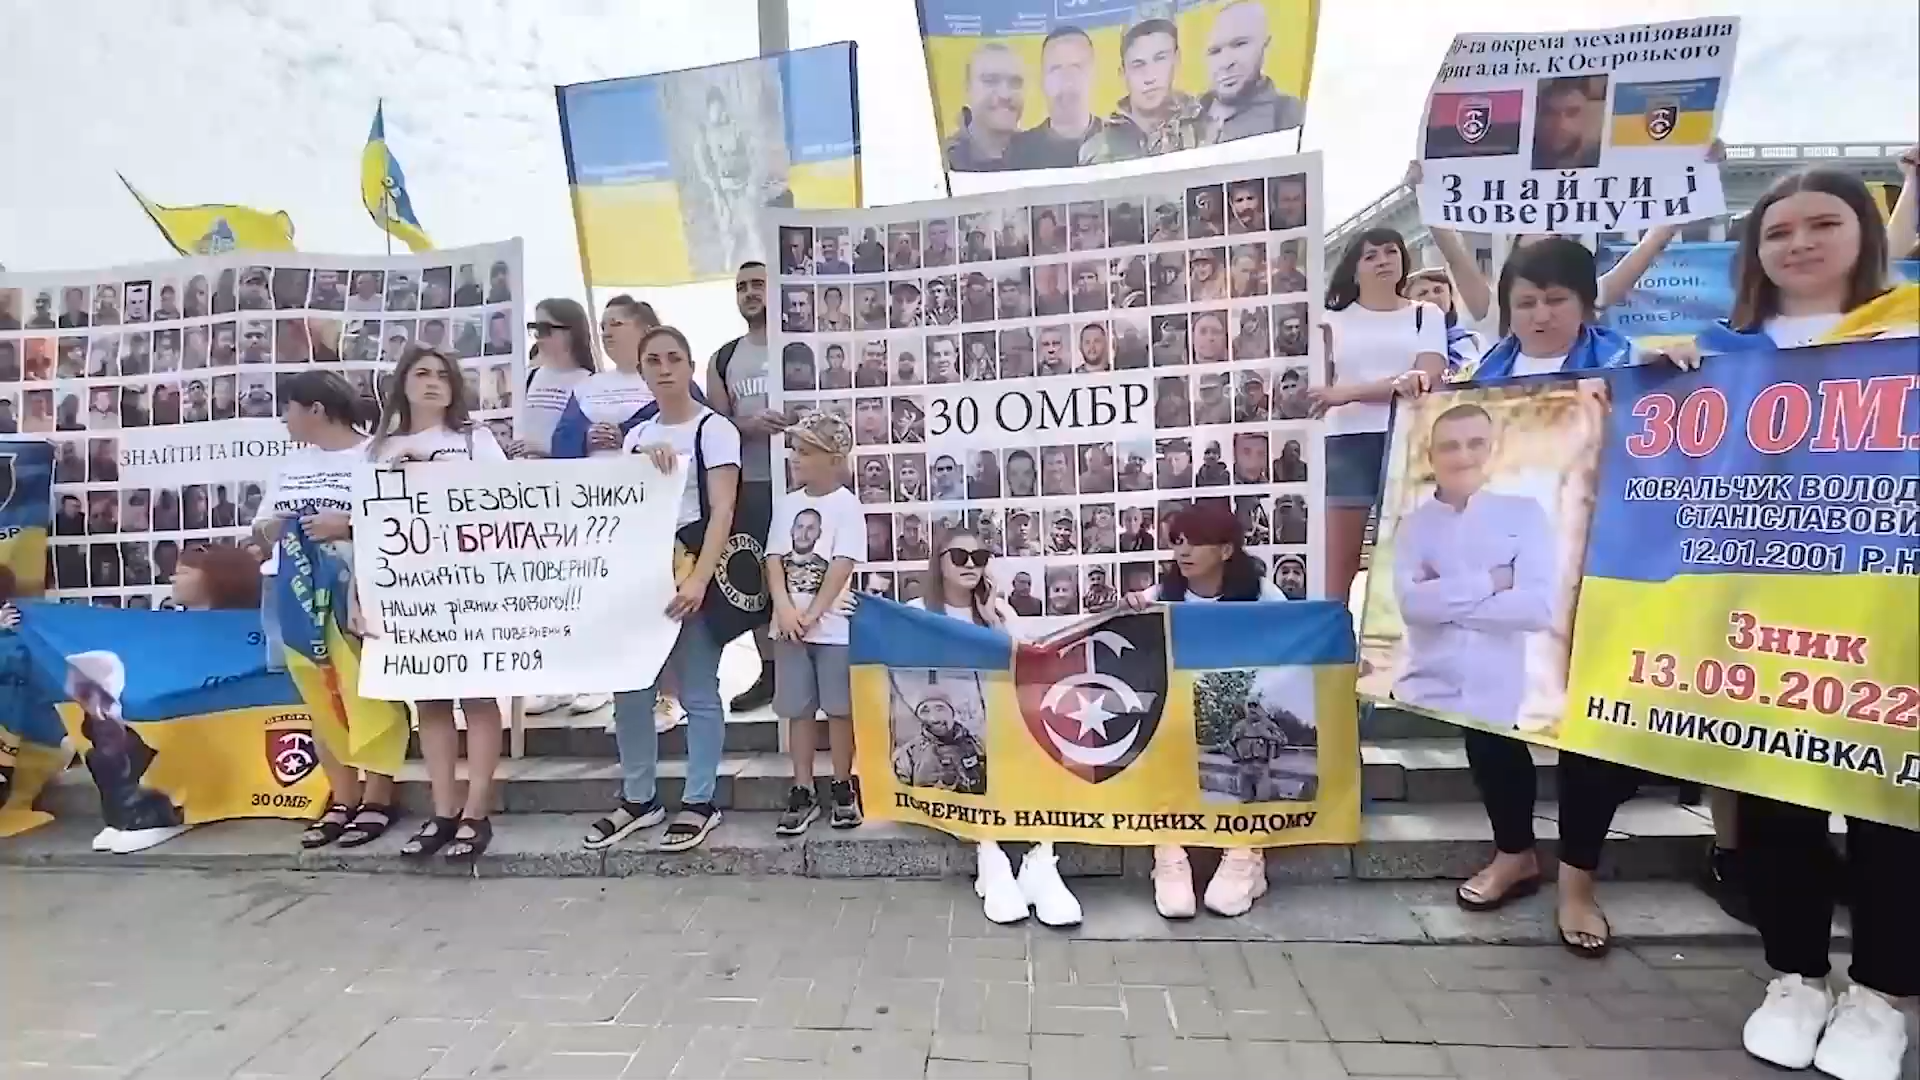 30-та окрема механізована
бригада ім. К Острозького
Знайти і
повернути
30 ОМБР
ЗНАЙТИ ТА ПОВЕР
ДЕ БЕЗВІСТІ ЗНИКЛІ
30-ї БРИГАДИ???
ЗНАЙДІТЬ ТА ПОВЕРНІТЬ
НАШИХ РІДНИХ ДОДОМУ!!!
ЧЕКАЄМО НА ПОВЕРНЕННЯ
НАШОГО ГЕРОЯ
30 ОМБР
ПОВЕРНІТЬ НАШИХ РІДНИХ ДОДОМУ
30 ОМ
КОВАЛЬЧУК ВОЛОД
СТАНІСЛАВОВИ
12.01.2001 Р.Н
Зник
13.09.2022
Н.П. МИКОЛАЇВКА Д